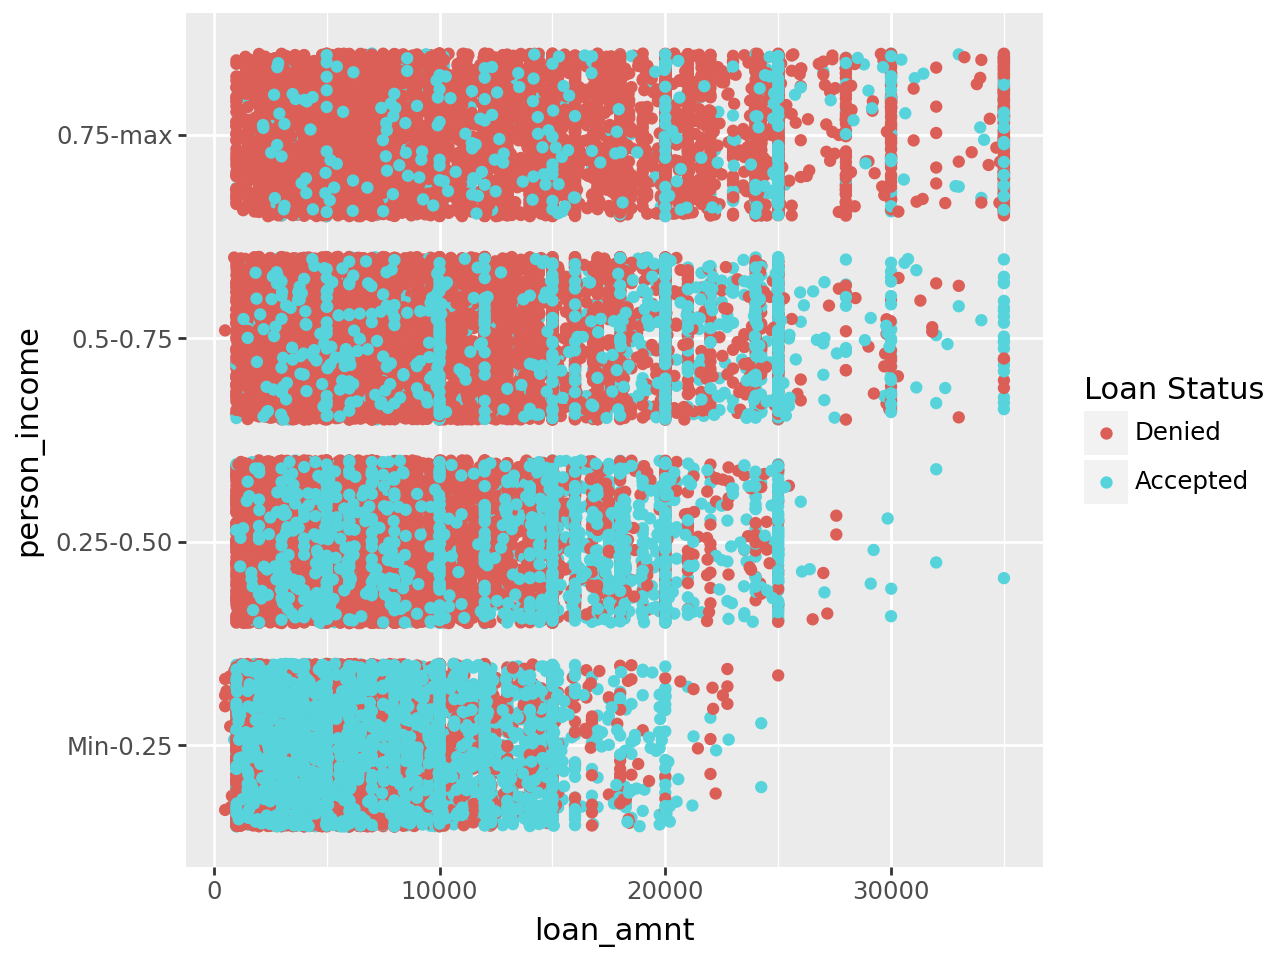 0.75-max
0.5-0.75
0.25-0.50
Min-0.25
person_income
0
10000
20000
30000
loan_amnt
Loan Status
Denied
Accepted